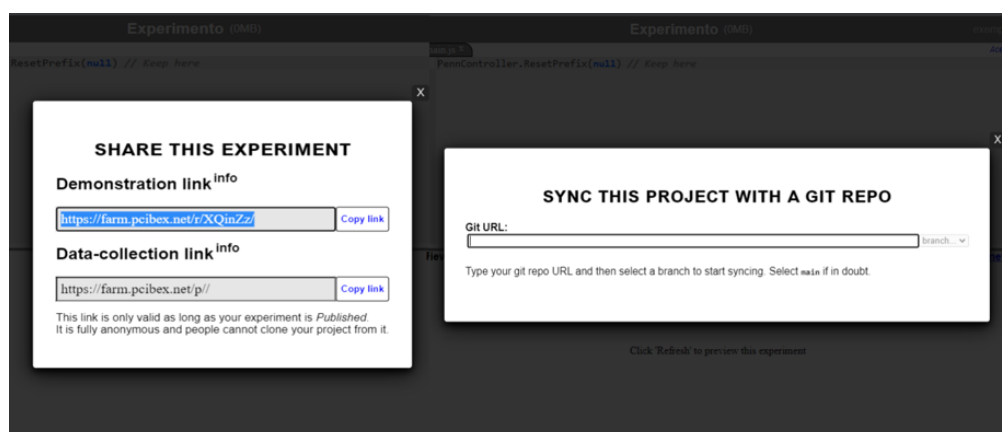 Experimento (0MB)
ResetPrefix(null) // Keep here
X
SHARE THIS EXPERIMENT
Demonstration link info
https://farm.pcibex.net/r/XQinZz/
Copy link
Data-collection link info
https://farm.pcibex.net/p//
Copy link
This link is only valid as long as your experiment is Published.
It is fully anonymous and people cannot clone your project from it.
Experimento (0MB)
main.js
PennController.ResetPrefix(null) // Keep here
X
SYNC THIS PROJECT WITH A GIT REPO
Git URL:
branch...
Type your git repo URL and then select a branch to start syncing. Select main if in doubt.
Click 'Refresh' to preview this experiment